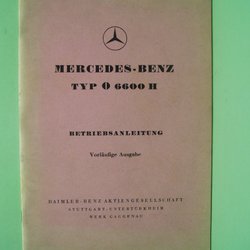 MERCEDES-BENZ
TYP O 6600 H
BETRIEBSANLEITUNG
Vorläufige Ausgabe
DAIMLER-BENZ AKTIENGESELLSCHAFT
STUTTGART-UNTERTÜRKHEIM
WERK GAGGENAU